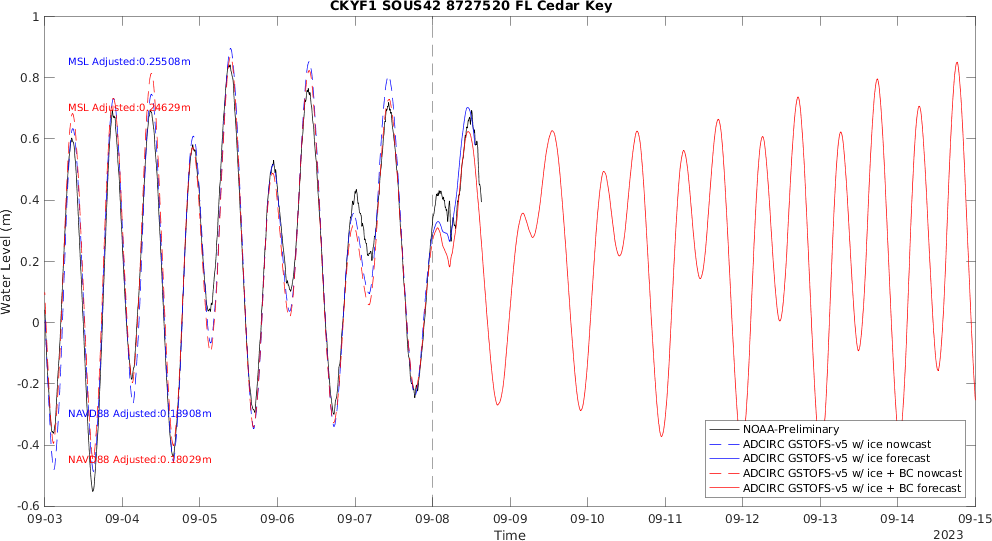 CKYF1 SOUS42 8727520 FL Cedar Key
1
0.8
0.6
0.4
0.2
0
-0.2
-0.4
-0.6
Water Level (m)
MSL Adjusted:0.25508m
MSL Adjusted:0.24629m
NAVD88 Adjusted:0.18908m
NAVD88 Adjusted:0.18029m
NOAA-Preliminary
ADCIRC GSTOFS-v5 w/ ice nowcast
ADCIRC GSTOFS-v5 w/ ice forecast
ADCIRC GSTOFS-v5 w/ ice + BC nowcast
ADCIRC GSTOFS-v5 w/ ice + BC forecast
09-03 09-04 09-05 09-06 09-07 09-08 09-09 09-10 09-11 09-12 09-13 09-14 09-15
Time
2023